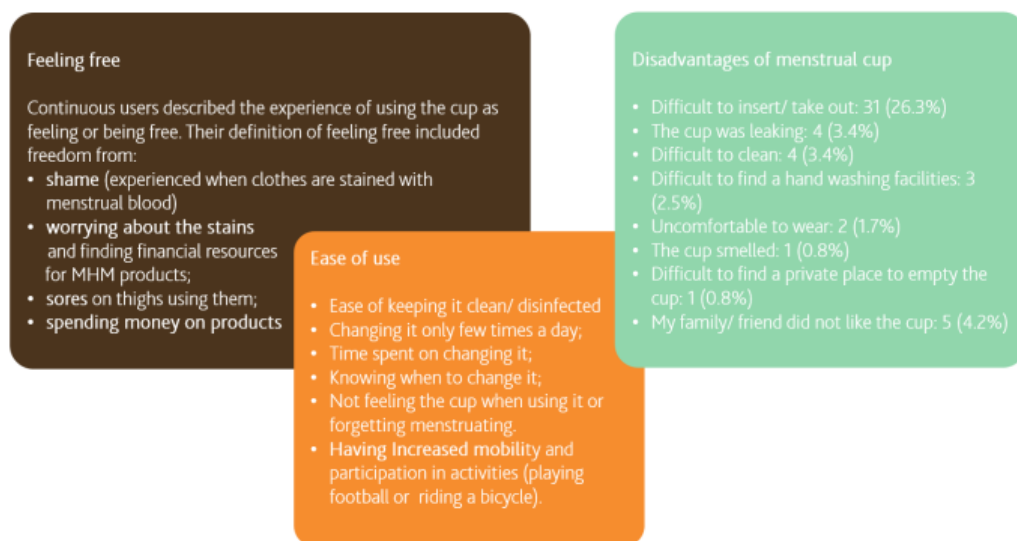 Feeling free
Continuous users described the experience of using the cup as
feeling or being free. Their definition of feeling free included
freedom from:
• shame (experienced when clothes are stained with
menstrual blood)
• worrying about the stains
and finding financial resources
for MHM products;
• sores on thighs using them;
• spending money on products
Ease of use
• Ease of keeping it clean/ disinfected
• Changing it only few times a day;
• Time spent on changing it;
• Knowing when to change it;
• Not feeling the cup when using it or
forgetting menstruating.
• Having Increased mobility and
participation in activities (playing
football or riding a bicycle).
Disadvantages of menstrual cup
• Difficult to insert/ take out: 31 (26.3%)
• The cup was leaking: 4 (3.4%)
• Difficult to clean: 4 (3.4%)
• Difficult to find a hand washing facilities: 3
(2.5%)
• Uncomfortable to wear: 2 (1.7%)
• The cup smelled: 1 (0.8%)
• Difficult to find a private place to empty the
cup: 1 (0.8%)
• My family/ friend did not like the cup: 5 (4.2%)